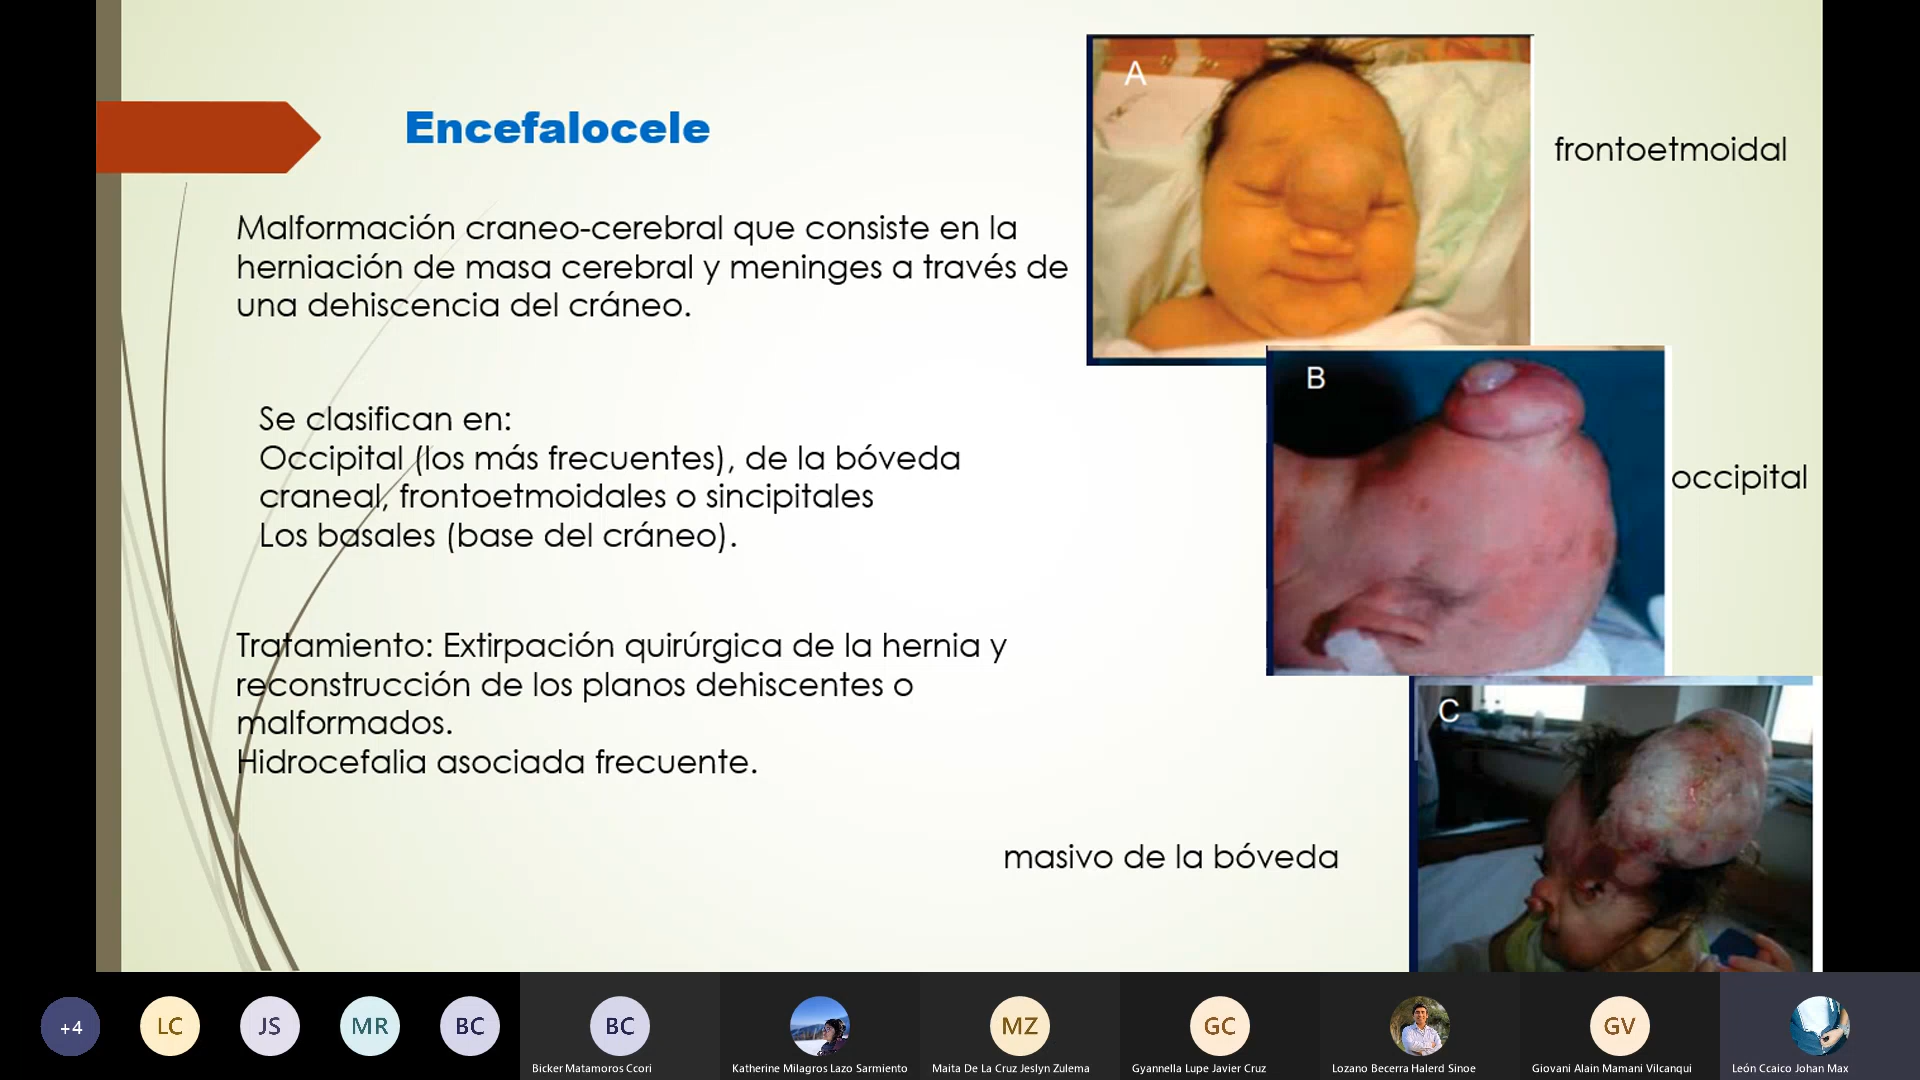 Encefalocele
Malformación craneo-cerebral que consiste en la
herniación de masa cerebral y meninges a través de
una dehiscencia del cráneo.
Se clasifican en:
Occipital (los más frecuentes), de la bóveda
craneal, frontoetmoidales o sincipitales
Los basales (base del cráneo).
Tratamiento: Extirpación quirúrgica de la hernia y
reconstrucción de los planos dehiscentes o
malformados.
Hidrocefalia asociada frecuente.
A
frontoetmoidal
B
occipital
C
masivo de la bóveda
+4
LC
JS
MR
BC
BC
MZ
GC
GV
Bicker Matamoros Ccori
Katherine Milagros Lazo Sarmiento
Maita De La Cruz Jeslyn Zulema
Gyannella Lupe Javier Cruz
Lozano Becerra Halerd Sinoe
Giovani Alain Mamani Vilcanqui
León Ccaico Johan Max